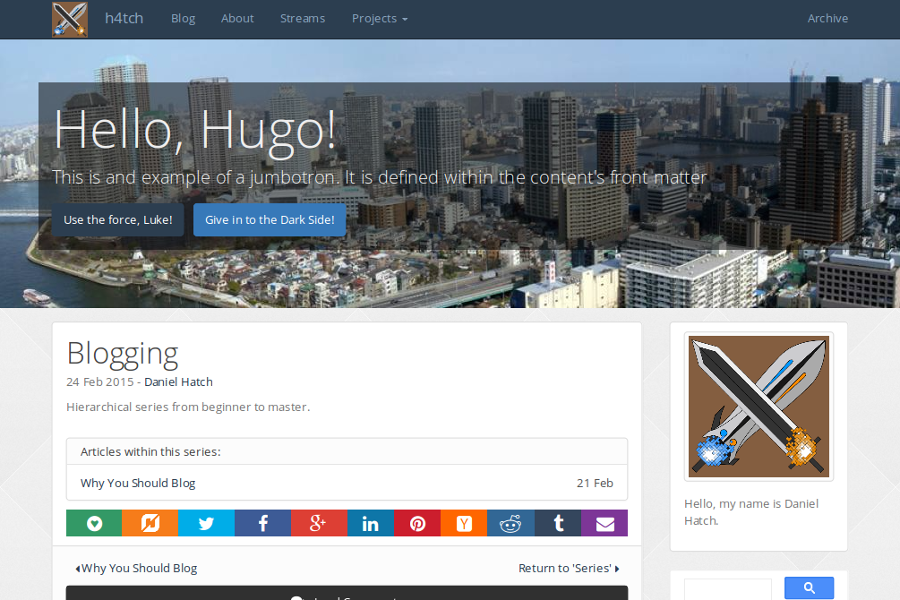 h4tch Blog About Streams Projects Archive
Hello, Hugo!
This is and example of a jumbotron. It is defined within the content's front matter
Use the force, Luke! Give in to the Dark Side!
Blogging
24 Feb 2015 - Daniel Hatch
Hierarchical series from beginner to master.
Articles within this series:
Why You Should Blog 21 Feb
Why You Should Blog Return to 'Series'
Hello, my name is Daniel
Hatch.